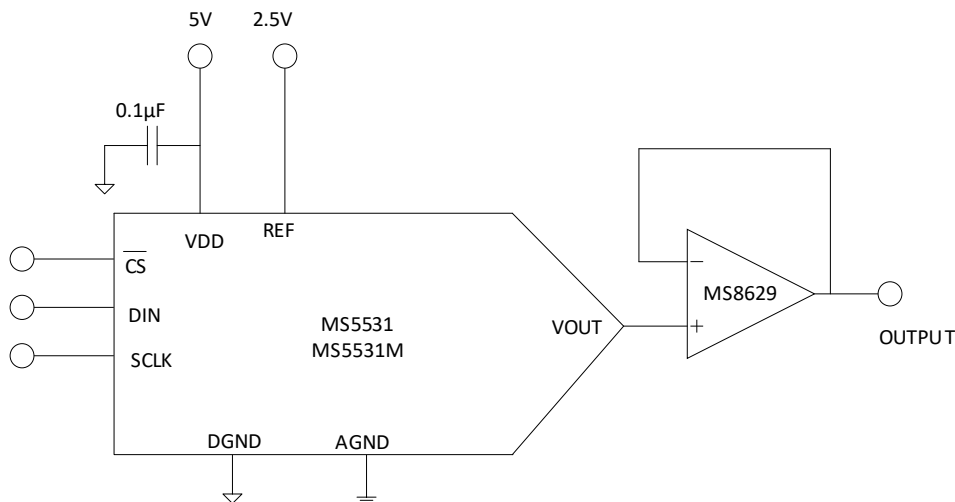 5V
2.5V
0.1μF
VDD
REF
CS
DIN
SCLK
MS5531
MS5531M
VOUT
DGND
AGND
MS8629
OUTPUT